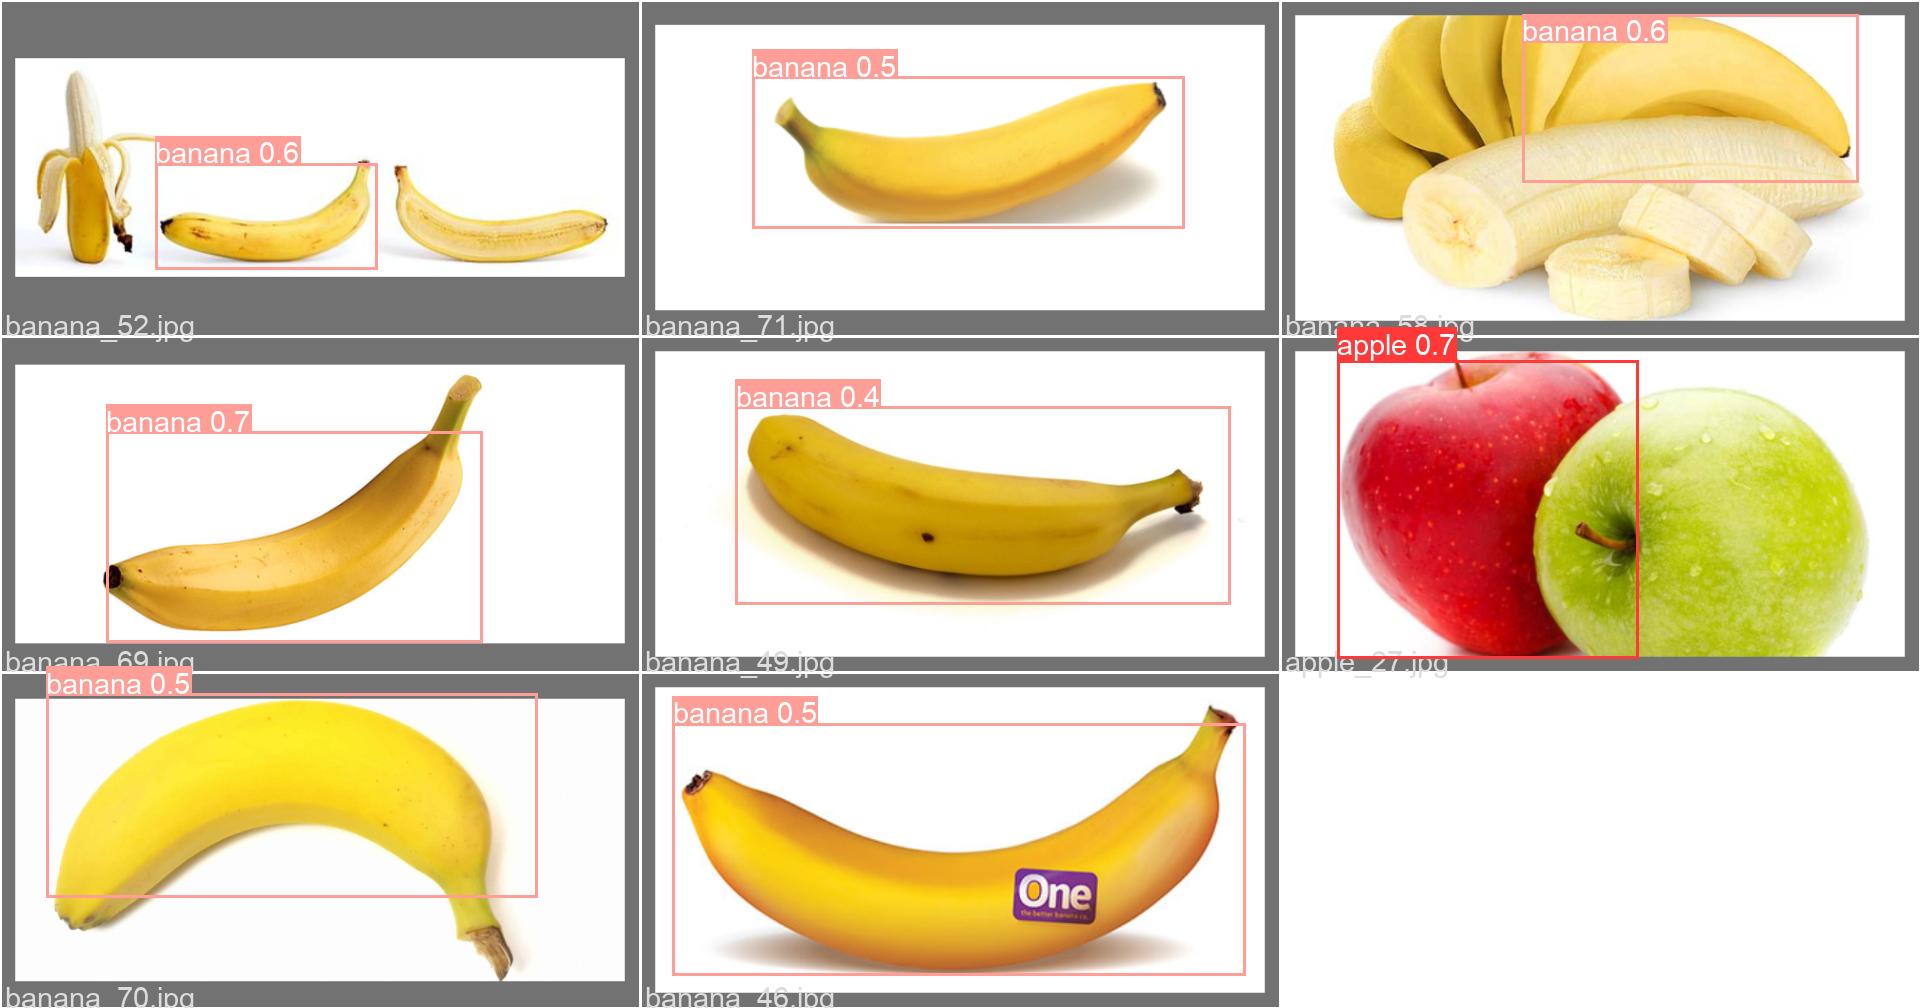 banana 0.6
banana_52.jpg
banana 0.5
banana_71.jpg
banana 0.6
banana_58.jpg
banana 0.7
banana_69.jpg
banana 0.4
banana_49.jpg
apple 0.7
apple_27.jpg
banana 0.5
banana_70.jpg
banana 0.5
One
the better banana co.
banana_46.jpg